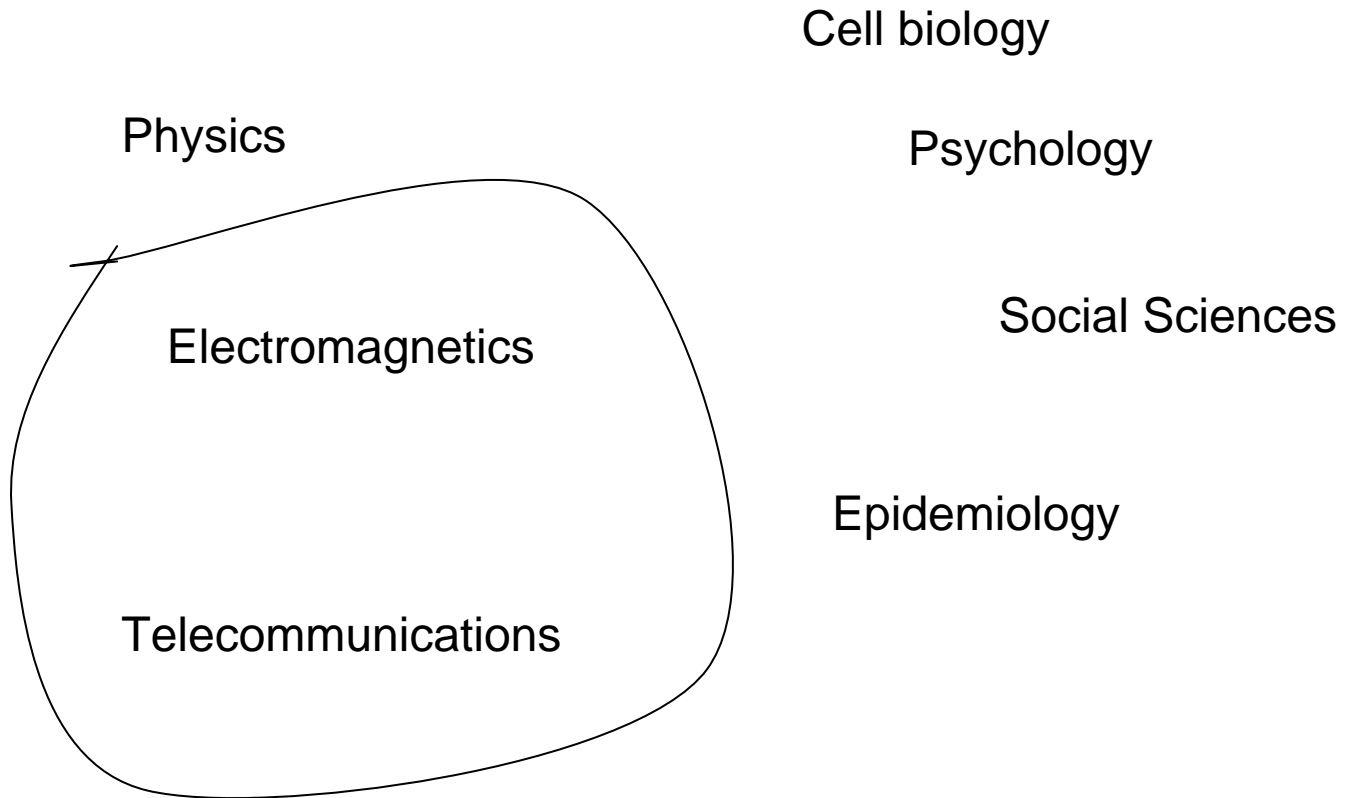 Cell biology
Physics
Psychology
Social Sciences
Electromagnetics
Epidemiology
Telecommunications